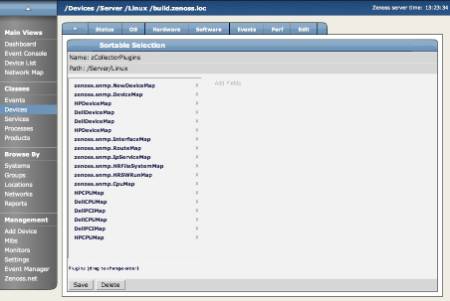 /Devices /Server /Linux /build.zenoss.loc
Zenoss server time: 13:23:34
Status OS Hardware Software Events Perf Edit
Main Views
Dashboard
Event Console
Device List
Network Map
Classes
Events
Devices
Services
Processes
Products
Browse By
Systems
Groups
Locations
Networks
Reports
Management
Add Device
Mibs
Monitors
Settings
Event Manager
Zenoss.net
Sortable Selection
Name: zCollectorPlugins
Path: /Server/Linux
Add Fields
zenoss.snmp.NewDeviceMap
zenoss.snmp.DeviceMap
HPDeviceMap
DellDeviceMap
DellDeviceMap
HPDeviceMap
zenoss.snmp.InterfaceMap
zenoss.snmp.RouteMap
zenoss.snmp.IpServiceMap
zenoss.snmp.HRFileSystemMap
zenoss.snmp.HRSWRunMap
zenoss.snmp.CpuMap
HPCPUMap
DellCPUMap
DellPCIMap
DellCPUMap
DellPCIMap
HPCPUMap
Plugins (drag to change order)
Save Delete